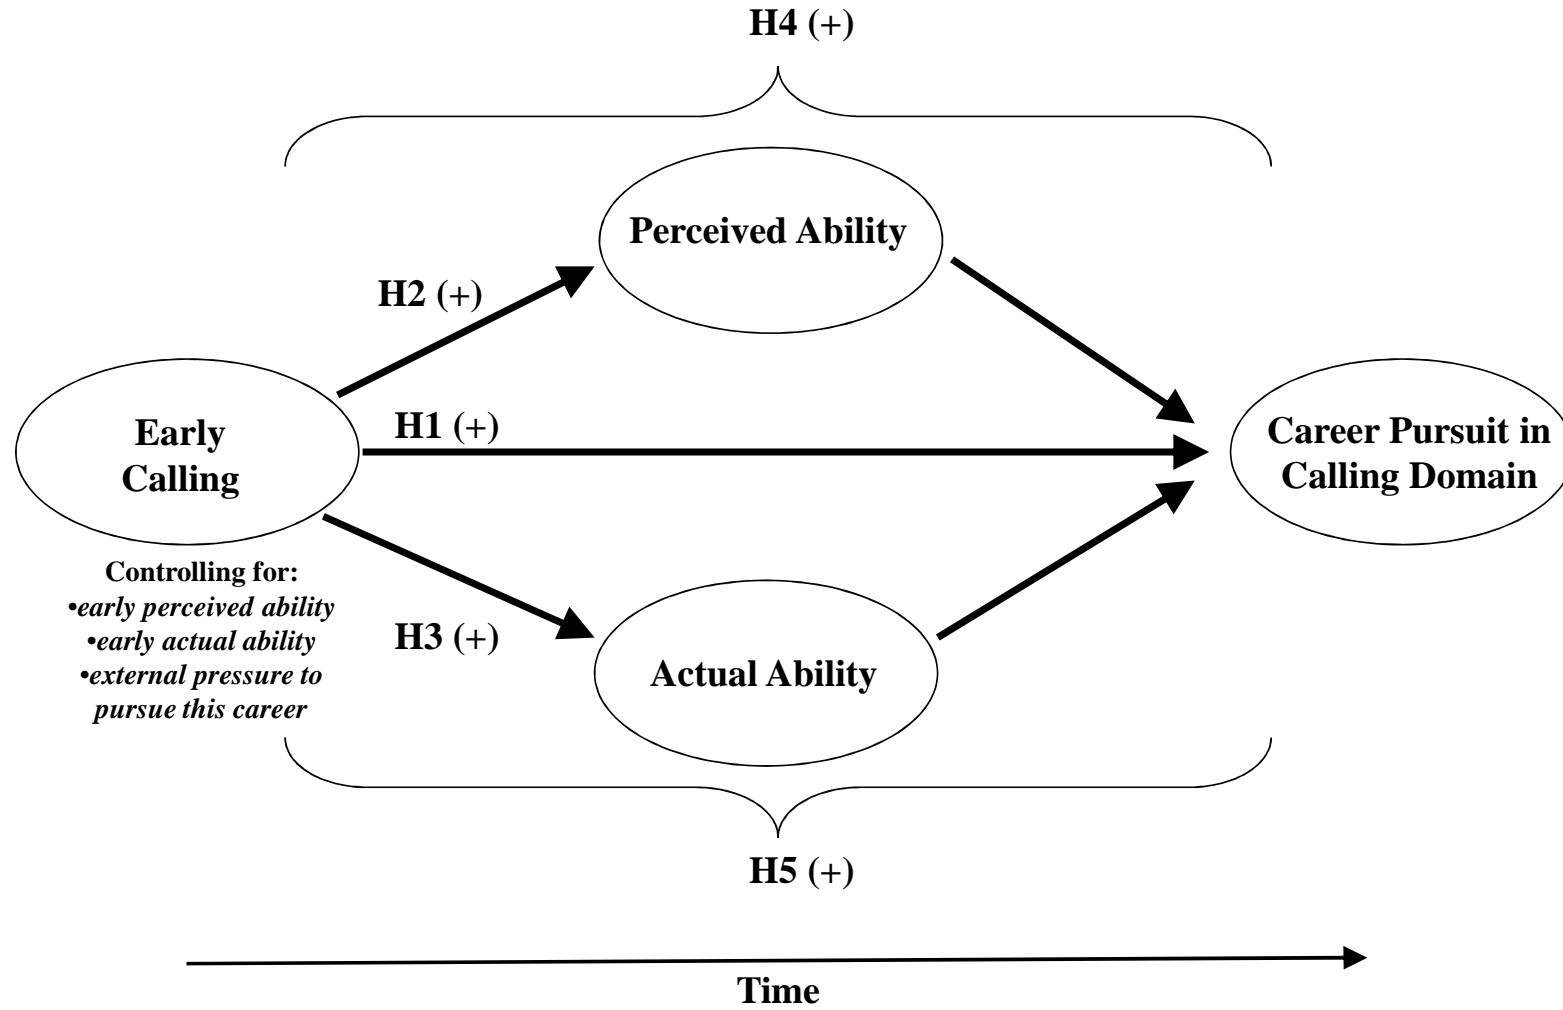 H4 (+)
Perceived Ability
H2 (+)
H1 (+)
Early
Calling
Career Pursuit in
Calling Domain
Controlling for:
•early perceived ability
•early actual ability
•external pressure to
pursue this career
H3 (+)
Actual Ability
H5 (+)
Time